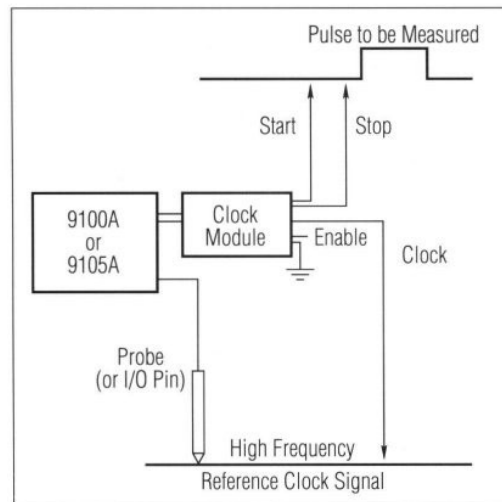 Pulse to be Measured
Start
Stop
9100A
or
9105A
Clock
Module
Enable
Clock
Probe
(or I/O Pin)
High Frequency
Reference Clock Signal